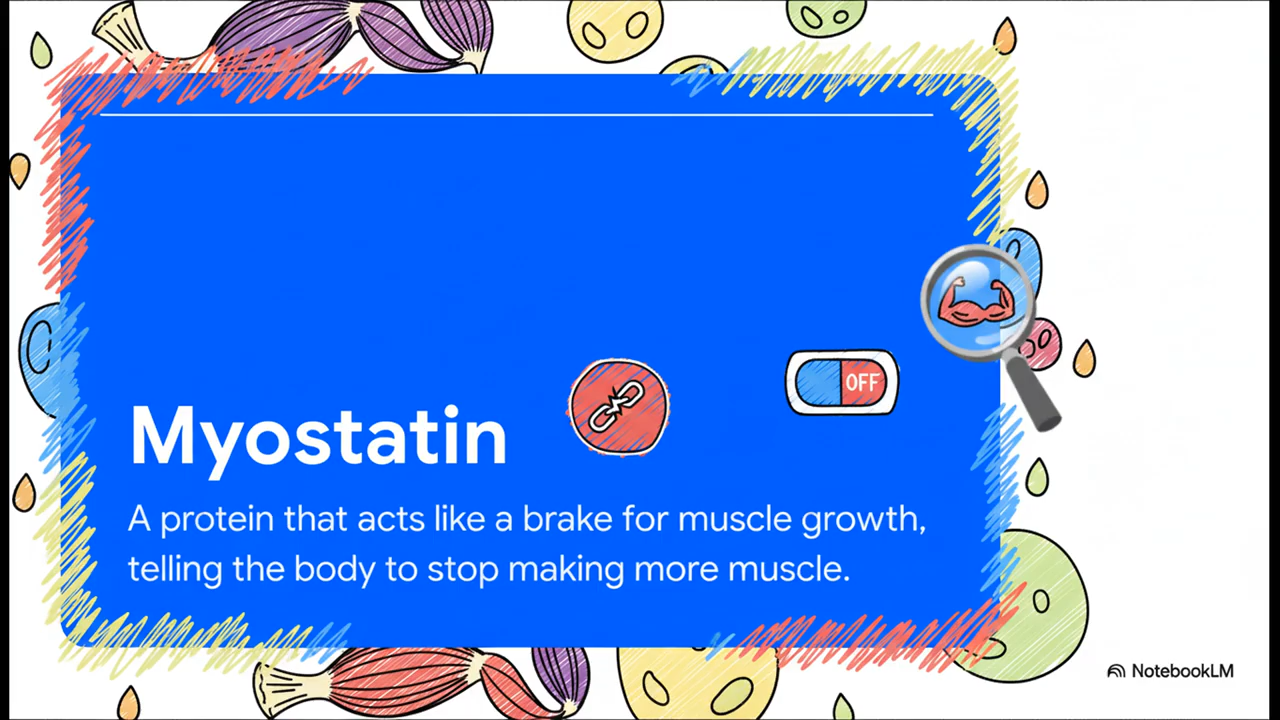 OFF
Myostatin
A protein that acts like a brake for muscle growth,
telling the body to stop making more muscle.
NotebookLM